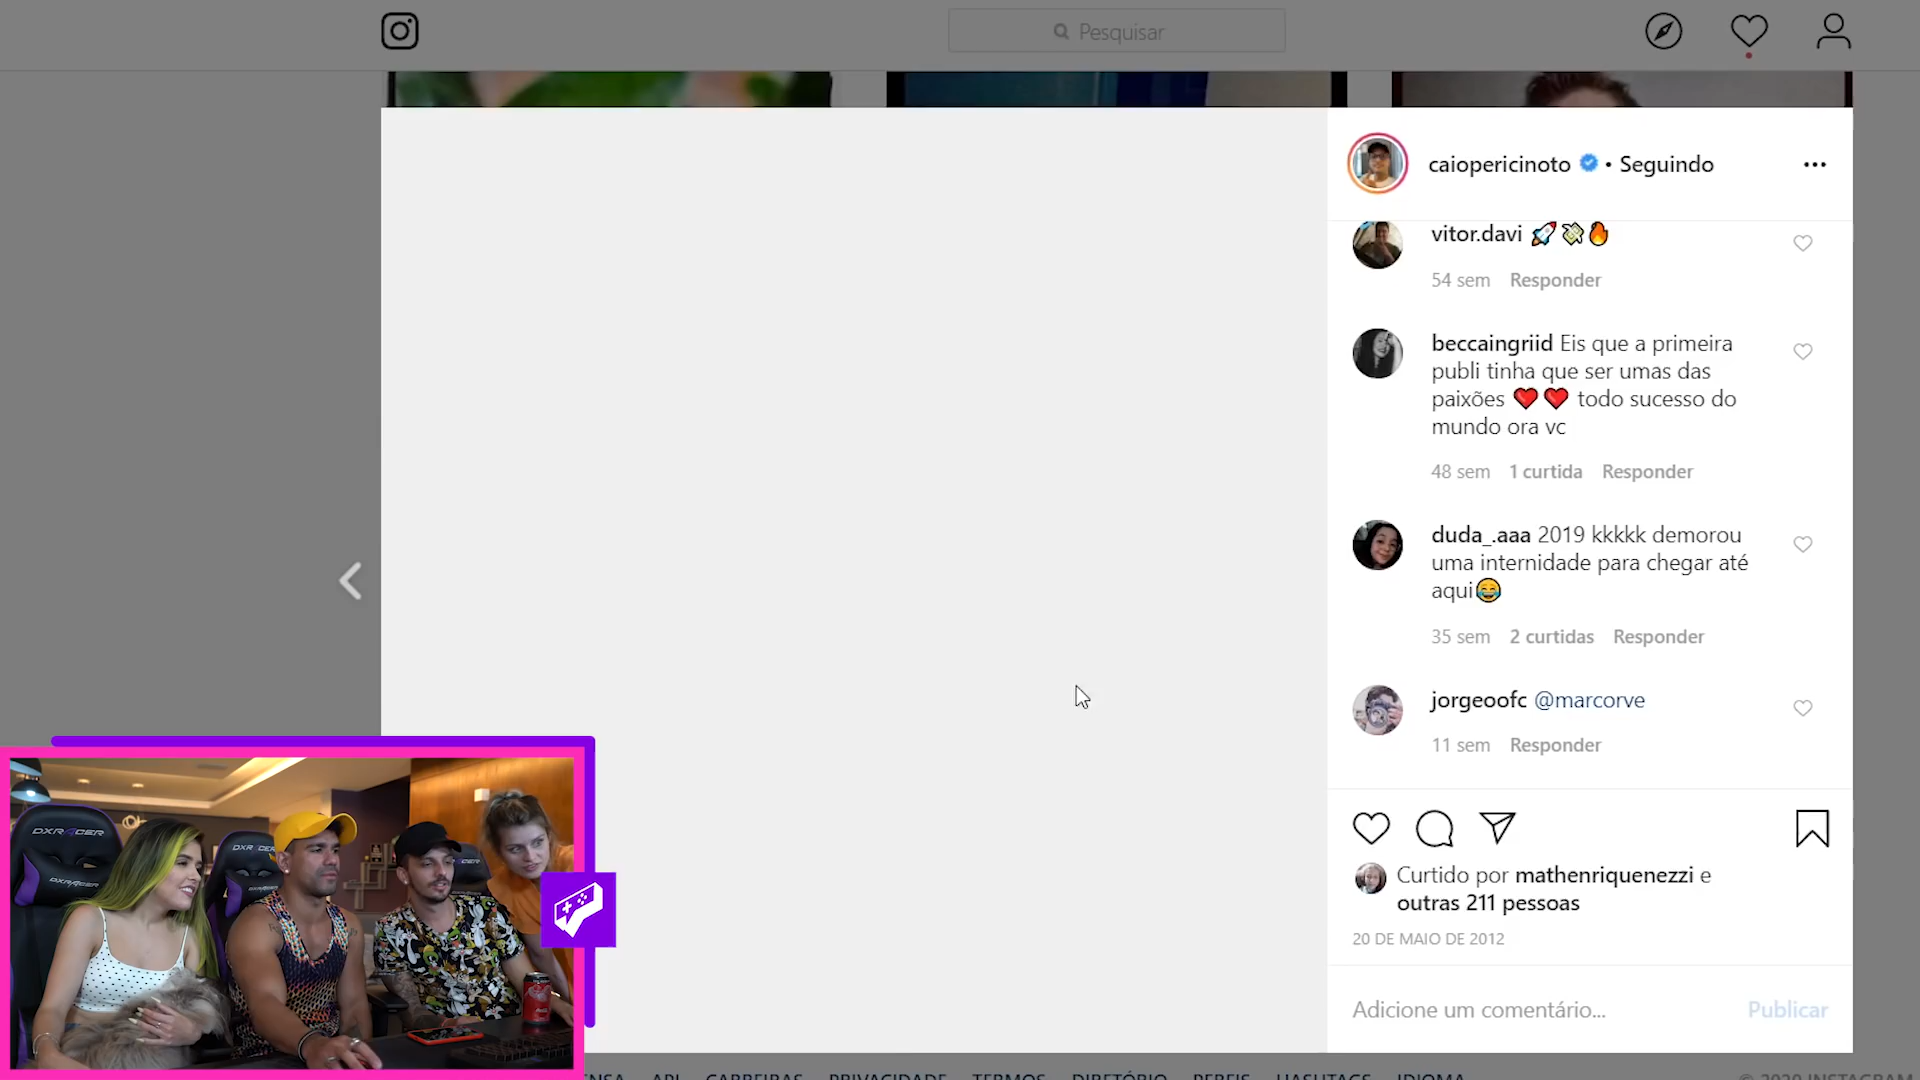 Pesquisar
caiopericinoto • Seguindo
vitor.davi 🚀💸🔥
54 sem Responder
beccaingriid Eis que a primeira
publi tinha que ser umas das
paixões ❤️❤️ todo sucesso do
mundo ora vc
48 sem 1 curtida Responder
duda_.aaa 2019 kkkkk demorou
uma internidade para chegar até
aqui😂
35 sem 2 curtidas Responder
jorgeoofc @marcorve
11 sem Responder
Curtido por mathenriquenezzi e
outras 211 pessoas
20 DE MAIO DE 2012
Adicione um comentário... Publicar
DXRACER
DXRACER
DXRACER
API CARREIRAS PRIVACIDADE TERMOS DIRETÓRIO PERFIS HASHTAGS IDIOMA
© 2020 INSTAGRAM